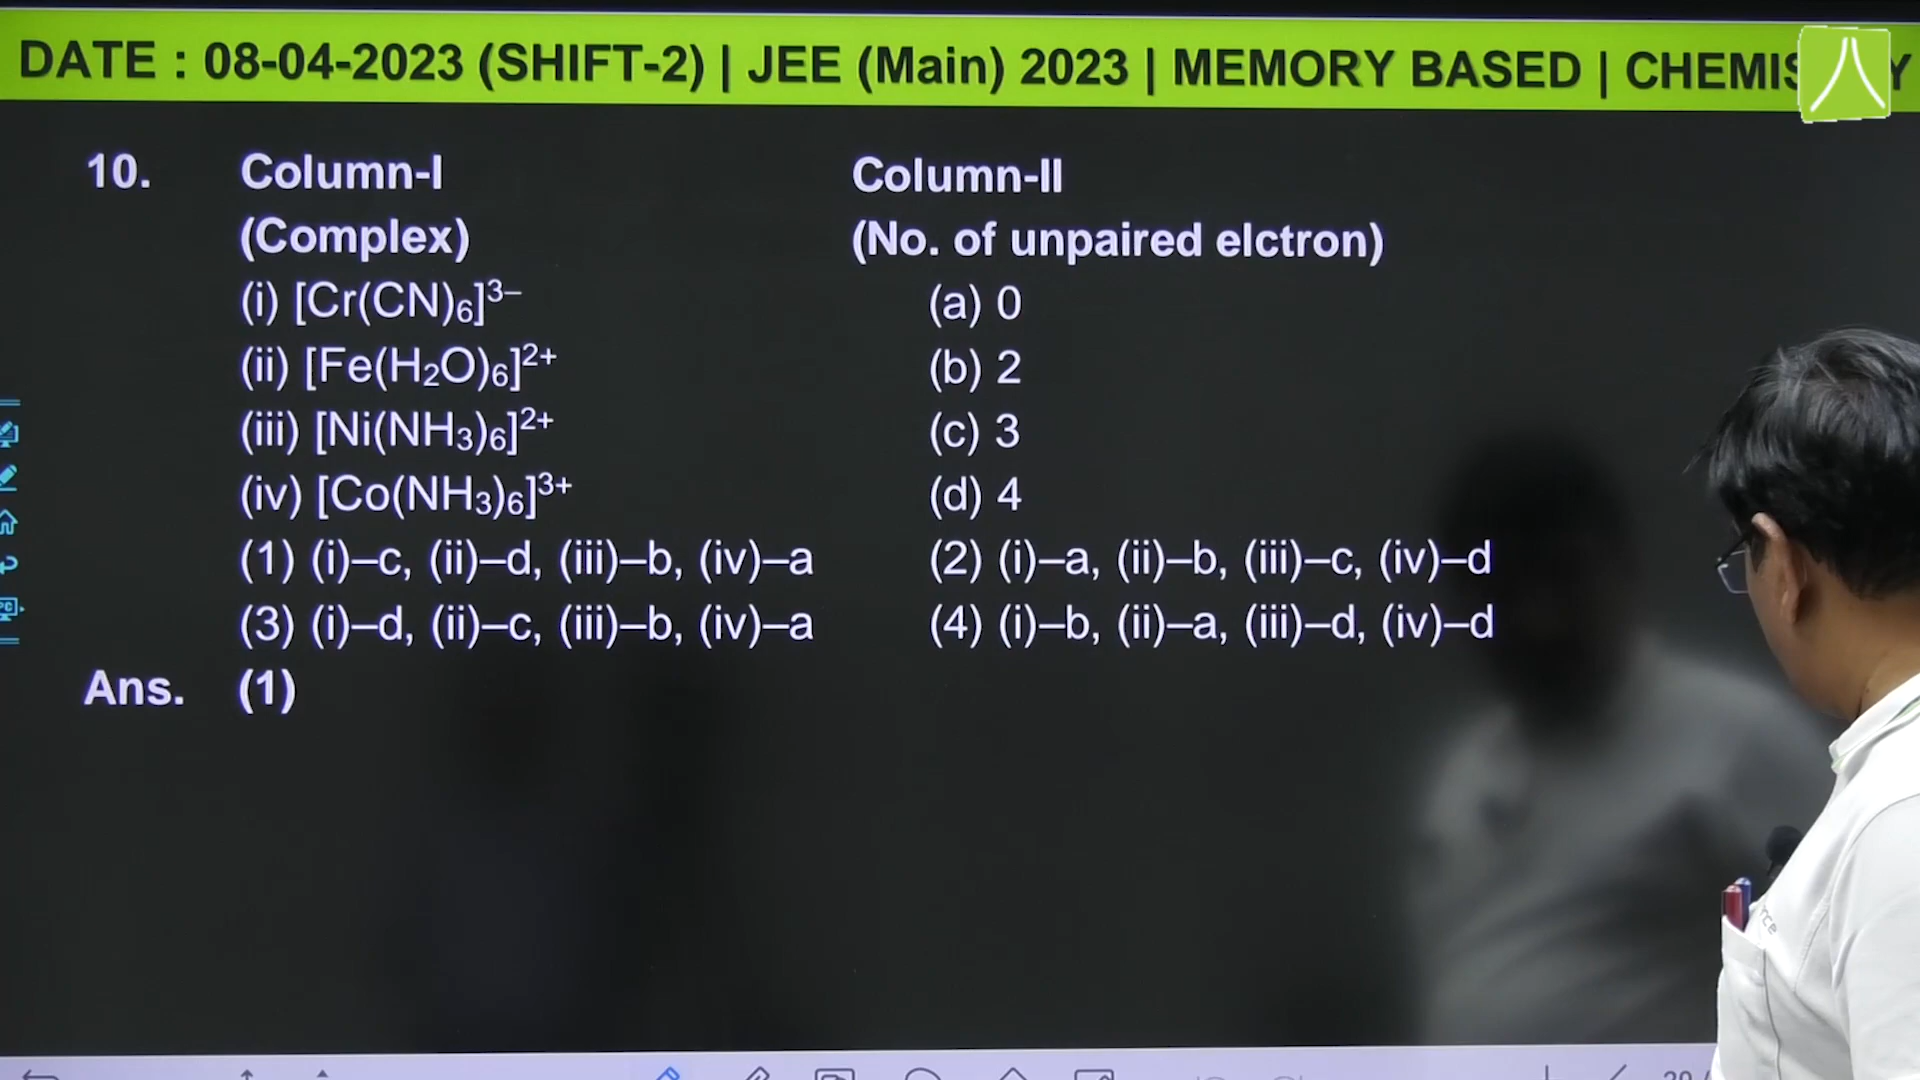 DATE : 08-04-2023 (SHIFT-2) | JEE (Main) 2023 | MEMORY BASED |
10. Column-I Column-II
(Complex) (No. of unpaired elctron)
(i) [Cr(CN)₆]³⁻ (a) 0
(ii) [Fe(H₂O)₆]²⁺ (b) 2
(iii) [Ni(NH₃)₆]²⁺ (c) 3
(iv) [Co(NH₃)₆]³⁺ (d) 4
(1) (i)–c, (ii)–d, (iii)–b, (iv)–a (2) (i)–a, (ii)–b, (iii)–c, (iv)–d
(3) (i)–d, (ii)–c, (iii)–b, (iv)–a (4) (i)–b, (ii)–a, (iii)–d, (iv)–d
Ans. (1)